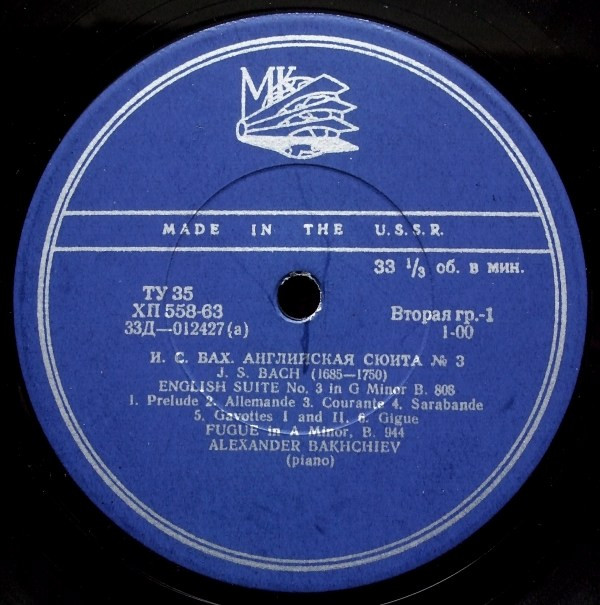 МК
MADE IN THE U.S.S.R.
33 ⅓ об. в мин.
ТУ 35
ХП 558-63
33Д—012427(а)
Вторая гр.-1
1-00
И. С. БАХ. АНГЛИЙСКАЯ СЮИТА № 3
J. S. BACH (1685—1750)
ENGLISH SUITE No. 3 in G Minor B. 808
1. Prelude 2. Allemande 3. Courante 4. Sarabande
5. Gavottes I and II. 6. Gigue
FUGUE in A Minor, B. 944
ALEXANDER BAKHCHIEV
(piano)